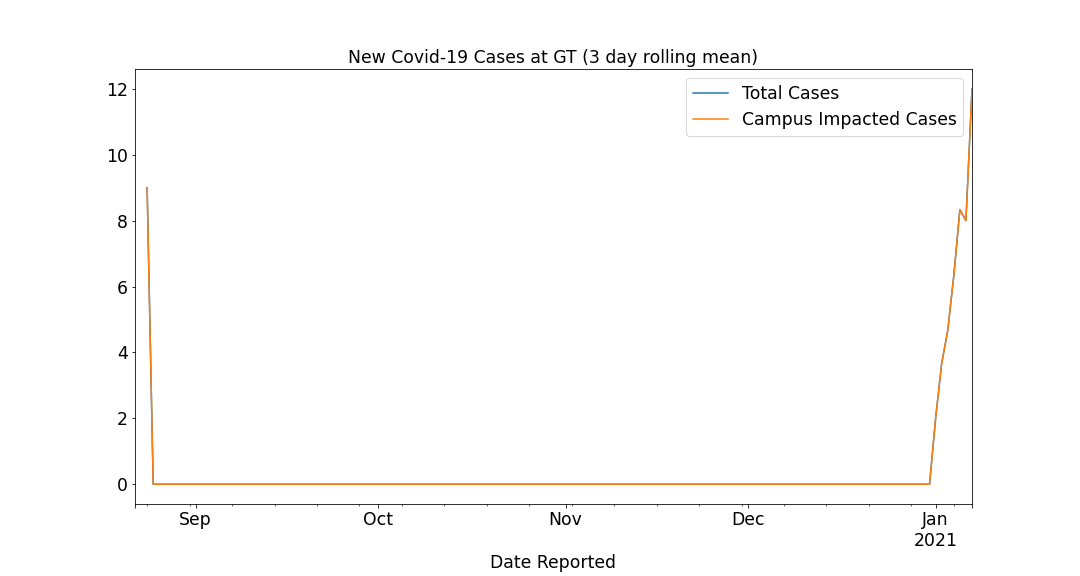 New Covid-19 Cases at GT (3 day rolling mean)
Total Cases
Campus Impacted Cases
12
10
8
6
4
2
0
Sep Oct Nov Dec Jan
2021
Date Reported